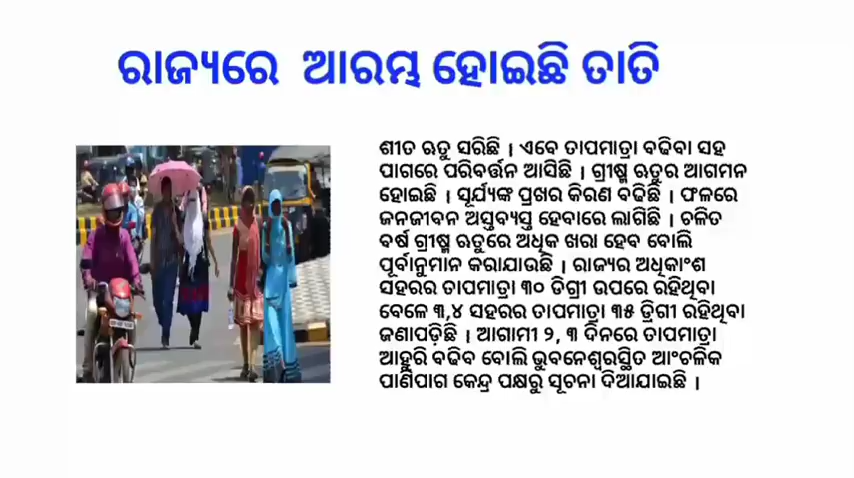 ରାଜ୍ୟରେ ଆରମ୍ଭ ହୋଇଛି ତାତି
ଶୀତ ଋତୁ ସରିଛି । ଏବେ ତାପମାତ୍ରା ବଢିବା ସହ
ପାଗରେ ପରିବର୍ତ୍ତନ ଆସିଛି । ଗ୍ରୀଷ୍ମ ଋତୁର ଆଗମନ
ହୋଇଛି । ସୂର୍ଯ୍ୟଙ୍କ ପ୍ରଖର କିରଣ ବଢିଛି । ଫଳରେ
ଜନଜୀବନ ଅସ୍ତବ୍ୟସ୍ତ ହେବାରେ ଲାଗିଛି । ଚଳିତ
ବର୍ଷ ଗ୍ରୀଷ୍ମ ଋତୁରେ ଅଧିକ ଖରା ହେବ ବୋଲି
ପୂର୍ବାନୁମାନ କରାଯାଉଛି । ରାଜ୍ୟର ଅଧିକାଂଶ
ସହରର ତାପମାତ୍ରା ୩୦ ଡିଗ୍ରୀ ଉପରେ ରହିଥିବା
ବେଳେ ୩,୪ ସହରର ତାପମାତ୍ରା ୩୫ ଡ୍ରିଗୀ ରହିଥିବା
ଜଣାପଡ଼ିଛି । ଆଗାମୀ ୨, ୩ ଦିନରେ ତାପମାତ୍ରା
ଆହୁରି ବଢିବ ବୋଲି ଭୁବନେଶ୍ୱରସ୍ଥିତ ଆଂଚଳିକ
ପାଣିପାଗ କେନ୍ଦ୍ର ପକ୍ଷରୁ ସୂଚନା ଦିଆଯାଇଛି ।